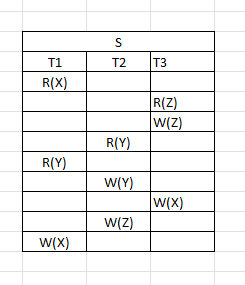 S
T1 T2 T3
R(X)
R(Z)
W(Z)
R(Y)
R(Y)
W(Y)
W(X)
W(Z)
W(X)